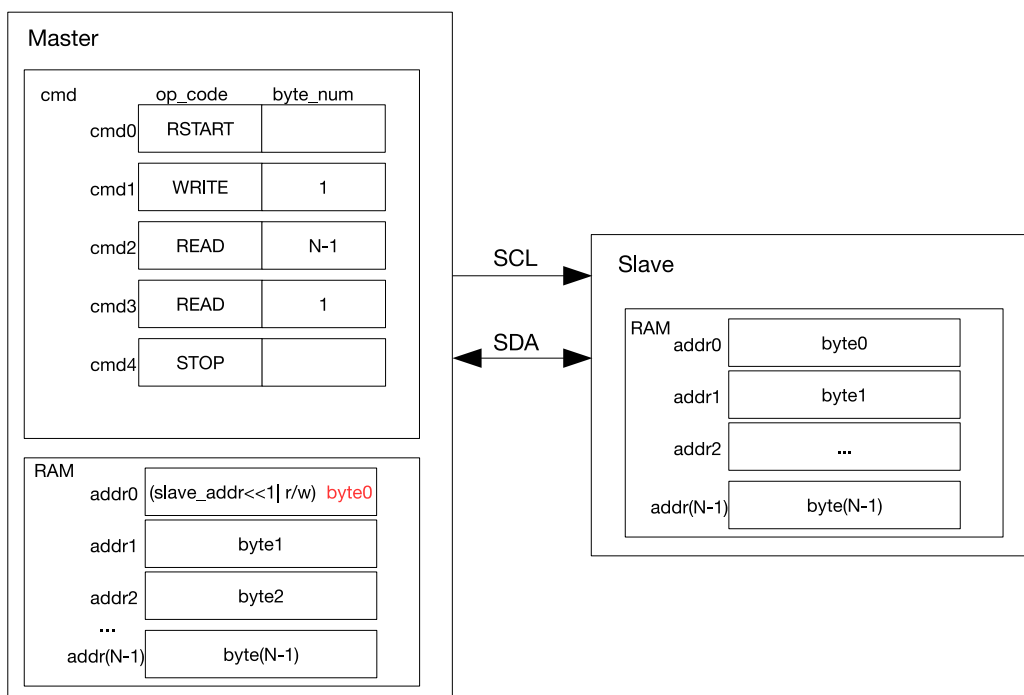 Master
cmd op_code byte_num
cmd0 RSTART
cmd1 WRITE 1
cmd2 READ N-1
cmd3 READ 1
cmd4 STOP
RAM
addr0 (slave_addr<<1| r/w) byte0
addr1 byte1
addr2 byte2
...
addr(N-1) byte(N-1)
SCL
SDA
Slave
RAM
addr0 byte0
addr1 byte1
addr2 ...
addr(N-1) byte(N-1)